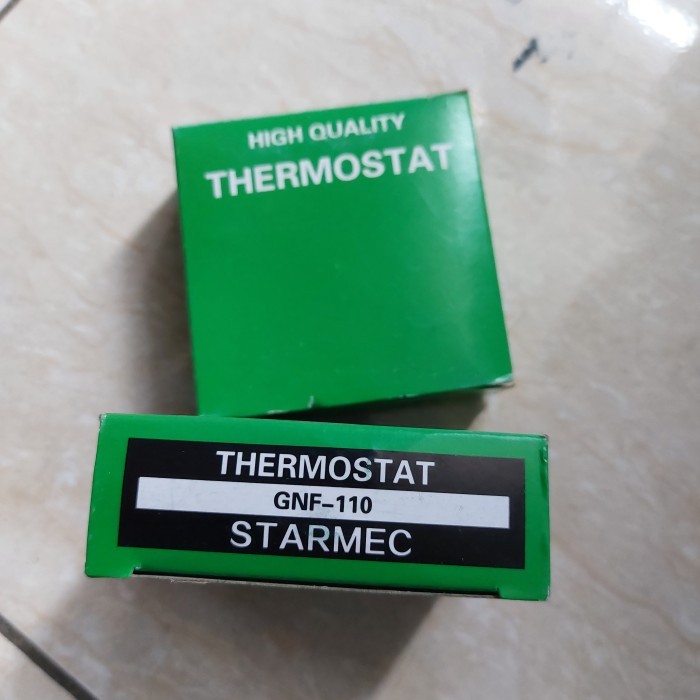 HIGH QUALITY
THERMOSTAT
THERMOSTAT
GNF-110
STARMEC